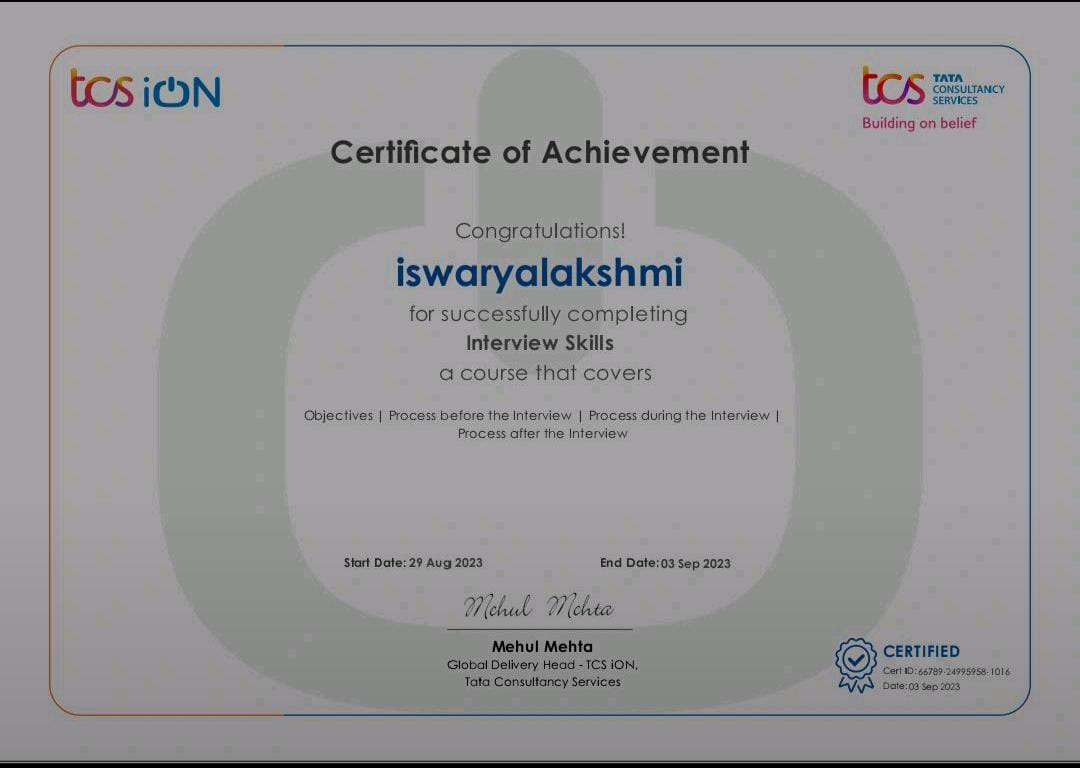 tcs iON
tcs TATA
CONSULTANCY
SERVICES
Building on belief
Certificate of Achievement
Congratulations!
iswaryalakshmi
for successfully completing
Interview Skills
a course that covers
Objectives | Process before the Interview | Process during the Interview |
Process after the Interview
Start Date: 29 Aug 2023 End Date: 03 Sep 2023
Mehul Mehta
Mehul Mehta
Global Delivery Head - TCS iON,
Tata Consultancy Services
CERTIFIED
Cert ID: 66789-24995958-1016
Date: 03 Sep 2023